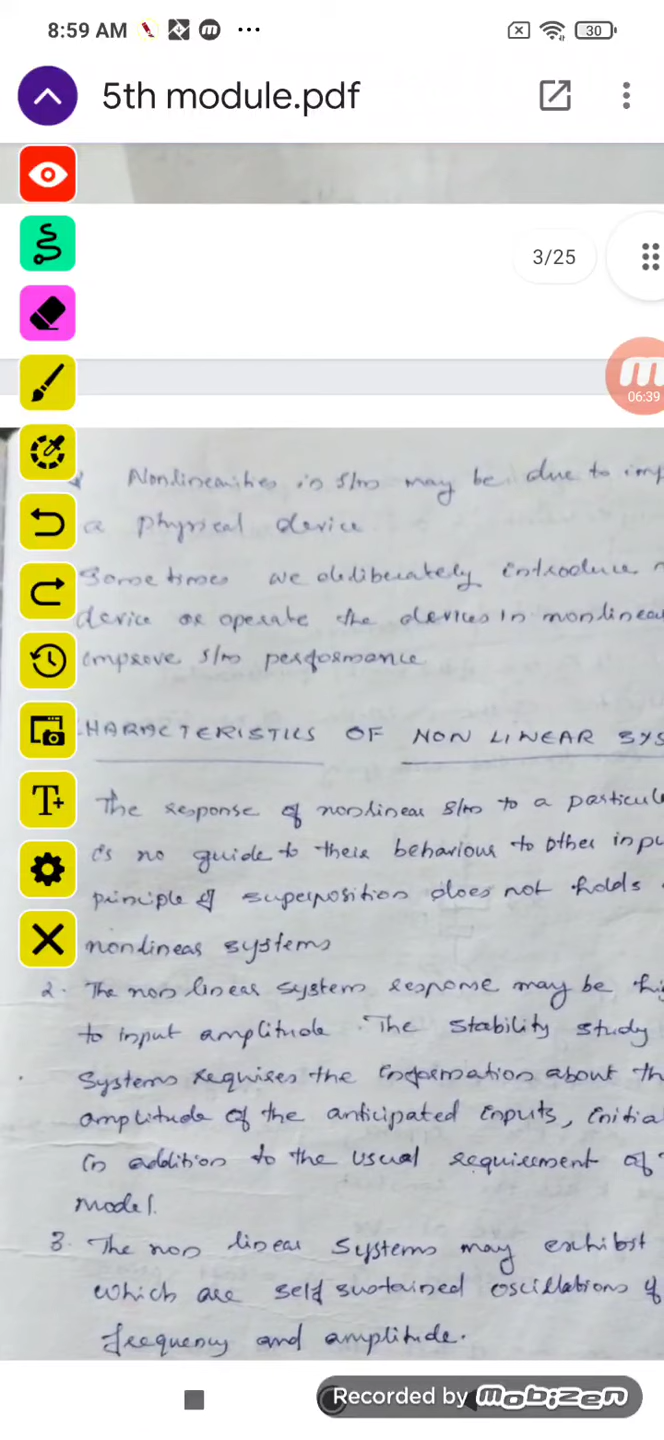 8:59 AM
30
5th module.pdf
3/25
06:39
Nonlinearities in s/m may be due to imp
a physical device
Sometimes we deliberately introduce n
device or operate the devices in nonlinear
improve s/m performance
HARACTERISTICS OF NON LINEAR SYS
The response of nonlinear s/m to a particul
is no guide to their behaviour to other inpu
principle of superposition does not holds
nonlinear systems
2. The non linear system response may be hi
to input amplitude. The stability study
Systems requires the information about th
amplitude of the anticipated inputs, initial
in addition to the usual requirement of
model.
3. The non linear systems may exhibit
which are self sustained oscillations of
frequency and amplitude.
T+
Recorded by mobizen